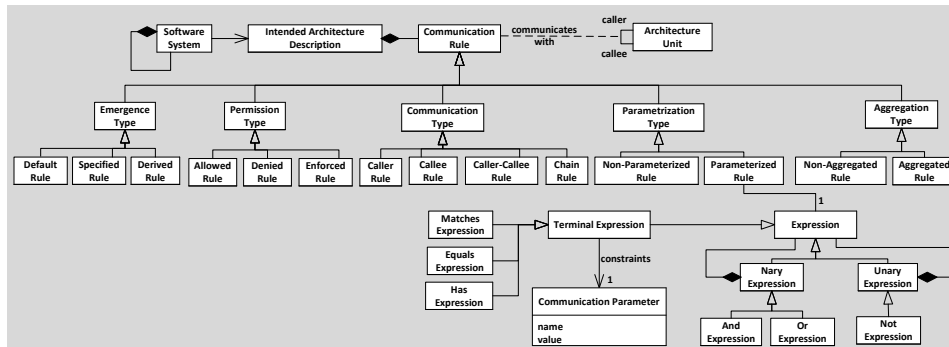 Software
System
Intended Architecture
Description
Communication
Rule
communicates
with
caller
callee
Architecture
Unit
Emergence
Type
Permission
Type
Communication
Type
Parametrization
Type
Aggregation
Type
Default
Rule
Specified
Rule
Derived
Rule
Allowed
Rule
Denied
Rule
Enforced
Rule
Caller
Rule
Callee
Rule
Caller-Callee
Rule
Chain
Rule
Non-Parameterized
Rule
Parameterized
Rule
Non-Aggregated
Rule
Aggregated
Rule
1
Matches
Expression
Terminal Expression
Expression
Equals
Expression
Has
Expression
constraints
1
Communication Parameter
name
value
Nary
Expression
Unary
Expression
And
Expression
Or
Expression
Not
Expression